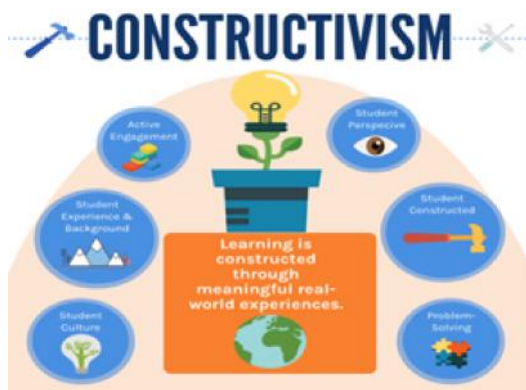 CONSTRUCTIVISM
Active
Engagement
Student
Perspecive
Student
Experience &
Background
Student
Constructed
Learning is
constructed
through
meaningful real-
world experiences.
Student
Culture
Problem-
Solving